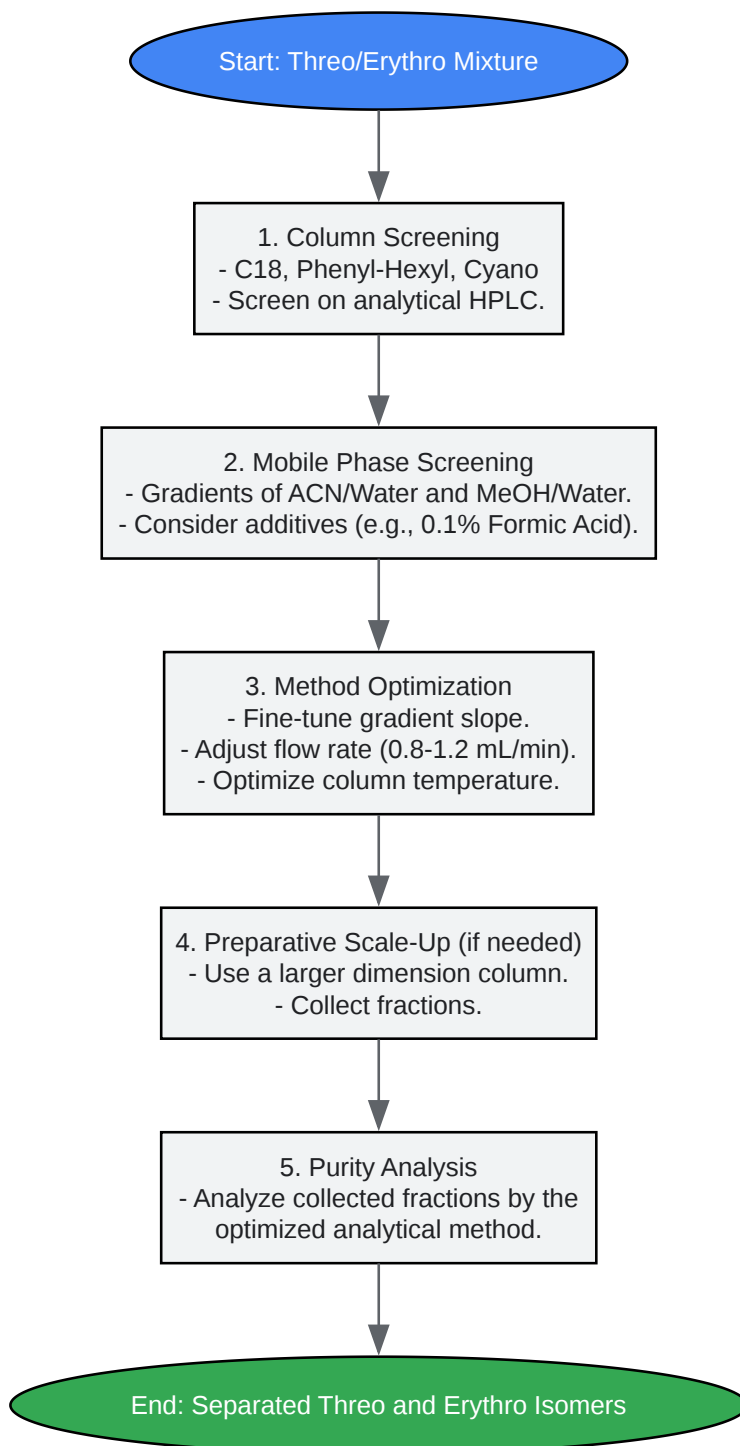 Start: Threo/Erythro Mixture
1. Column Screening
- C18, Phenyl-Hexyl, Cyano
- Screen on analytical HPLC.
2. Mobile Phase Screening
- Gradients of ACN/Water and MeOH/Water.
- Consider additives (e.g., 0.1% Formic Acid).
3. Method Optimization
- Fine-tune gradient slope.
- Adjust flow rate (0.8-1.2 mL/min).
- Optimize column temperature.
4. Preparative Scale-Up (if needed)
- Use a larger dimension column.
- Collect fractions.
5. Purity Analysis
- Analyze collected fractions by the
optimized analytical method.
End: Separated Threo and Erythro Isomers